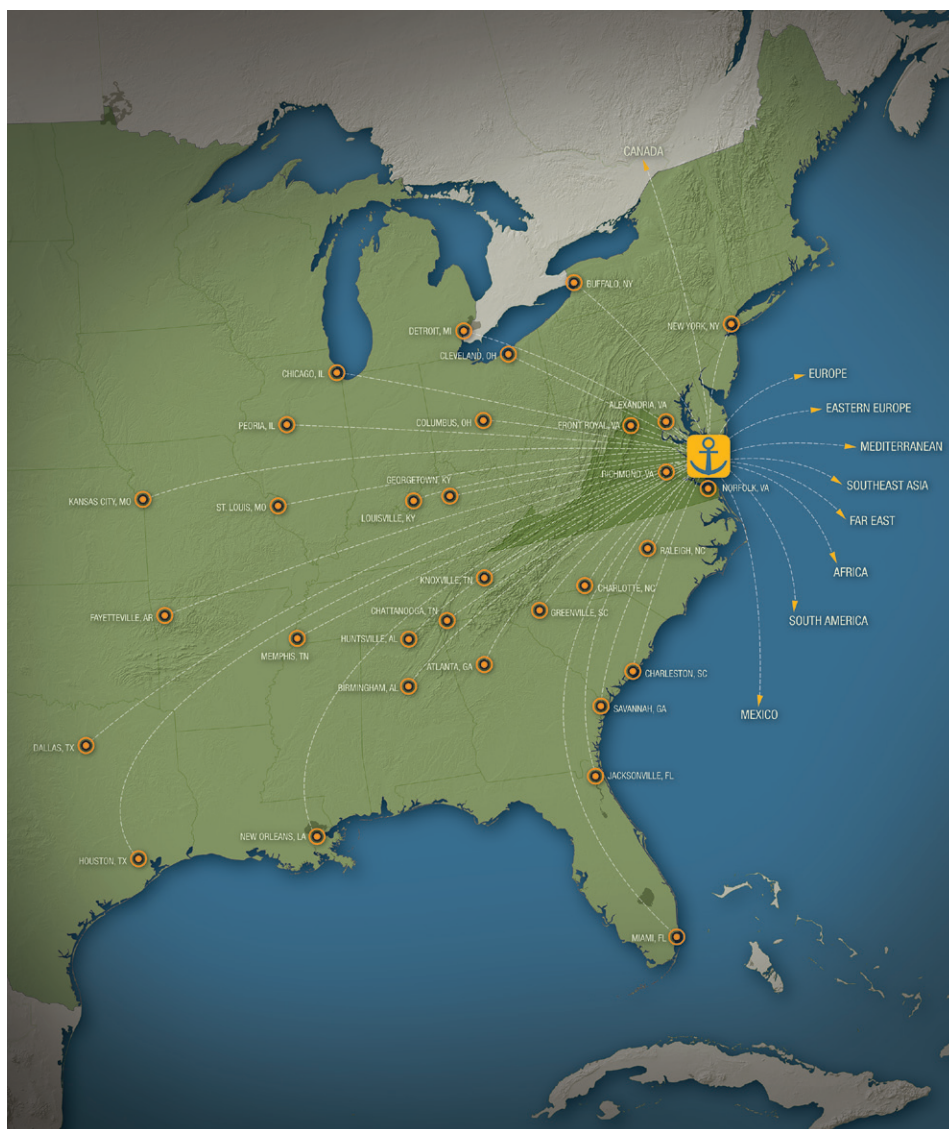 CANADA
BUFFALO, NY
NEW YORK, NY
DETROIT, MI
CLEVELAND, OH
CHICAGO, IL
EUROPE
ALEXANDRIA, VA
EASTERN EUROPE
PEORIA, IL
COLUMBUS, OH
FRONT ROYAL, VA
MEDITERRANEAN
RICHMOND, VA
GEORGETOWN, KY
SOUTHEAST ASIA
NORFOLK, VA
KANSAS CITY, MO
ST. LOUIS, MO
LOUISVILLE, KY
FAR EAST
RALEIGH, NC
AFRICA
KNOXVILLE, TN
CHARLOTTE, NC
FAYETTEVILLE, AR
CHATTANOOGA, TN
GREENVILLE, SC
SOUTH AMERICA
HUNTSVILLE, AL
MEMPHIS, TN
ATLANTA, GA
CHARLESTON, SC
BIRMINGHAM, AL
SAVANNAH, GA
MEXICO
DALLAS, TX
JACKSONVILLE, FL
NEW ORLEANS, LA
HOUSTON, TX
MIAMI, FL